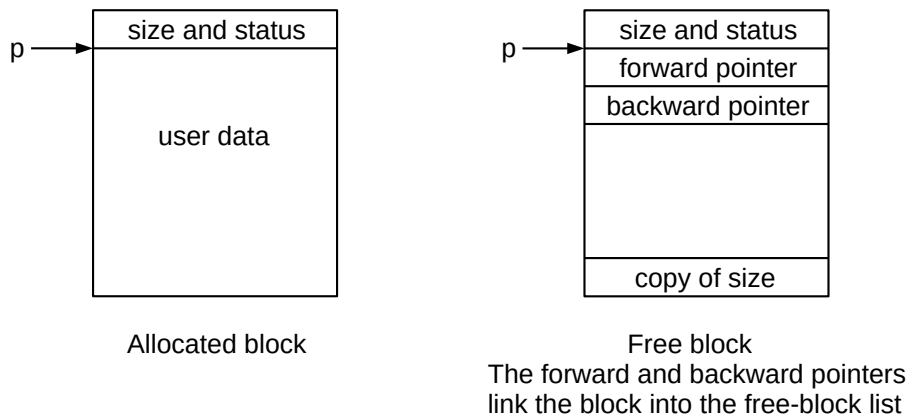 size and status
p
user data
Allocated block
size and status
p
forward pointer
backward pointer
copy of size
Free block
The forward and backward pointers
link the block into the free-block list